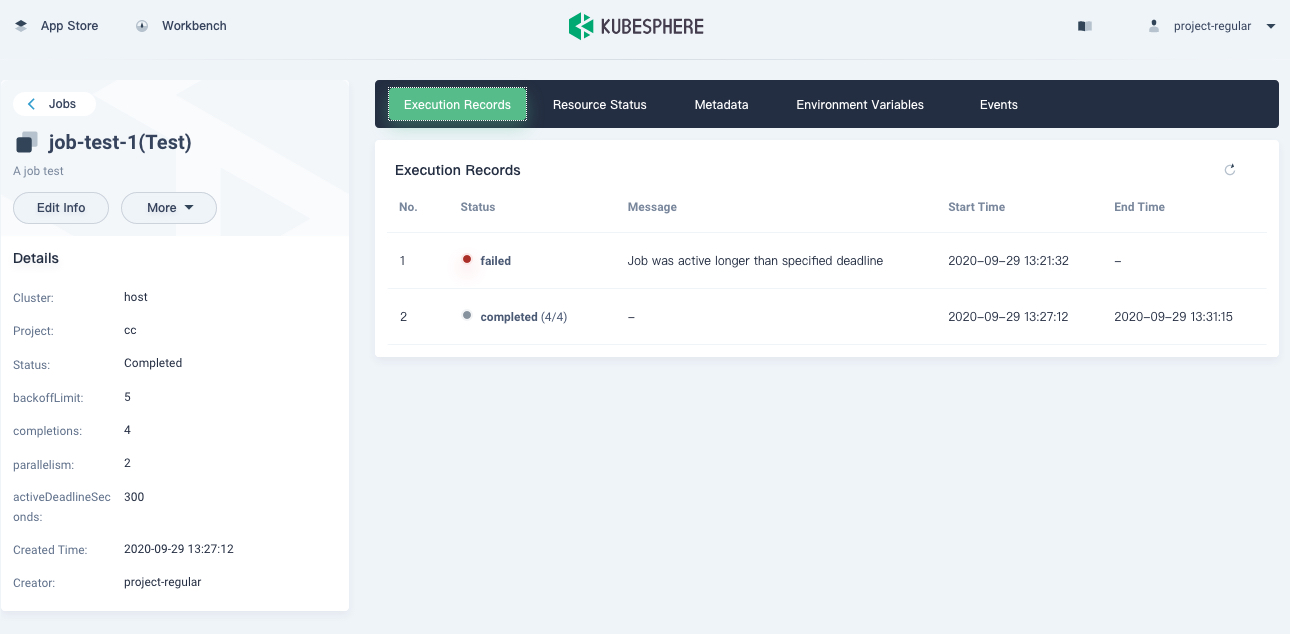 App Store
Workbench
KUBESPHERE
project-regular
Jobs
job-test-1(Test)
A job test
Edit Info
More
Details
Cluster: host
Project: cc
Status: Completed
backoffLimit: 5
completions: 4
parallelism: 2
activeDeadlineSec 300
onds:
Created Time: 2020-09-29 13:27:12
Creator: project-regular
Execution Records Resource Status Metadata Environment Variables Events
Execution Records
No. Status Message Start Time End Time
1 failed Job was active longer than specified deadline 2020-09-29 13:21:32 -
2 completed (4/4) - 2020-09-29 13:27:12 2020-09-29 13:31:15